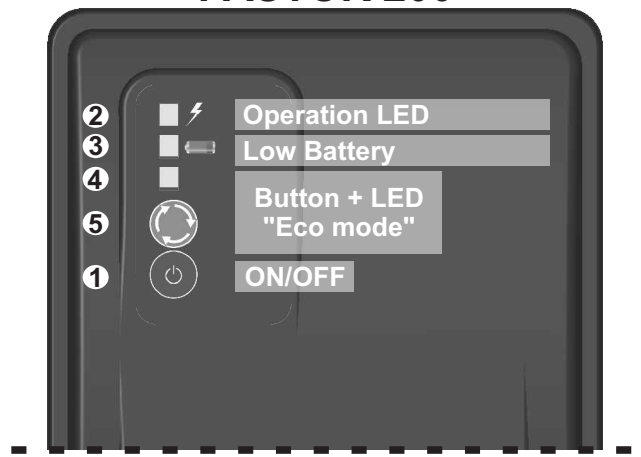 2 Operation LED
3 Low Battery
4
Button + LED
5 "Eco mode"
1 ON/OFF